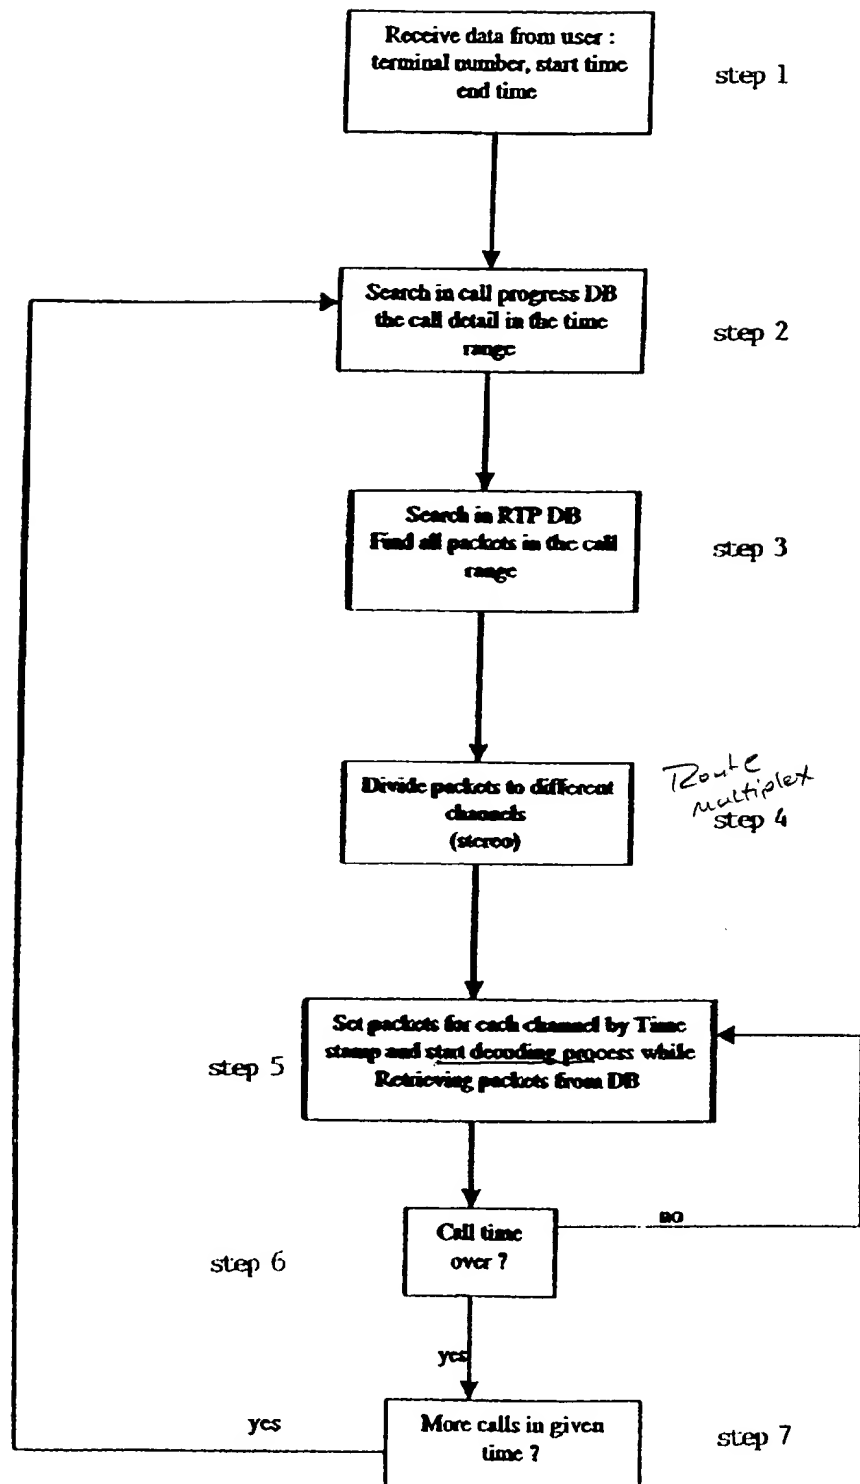 Receive data from user :
terminal number, start time
end time
step 1
Search in call progress DB
the call detail in the time
range
step 2
Search in RTP DB
Find all packets in the call
range
step 3
Divide packets to different
channels
(stereo)
Route
multiplex
step 4
Set packets for each channel by Time
stamp and start decoding process while
Retrieving packets from DB
step 5
Call time
over ?
no
step 6
yes
More calls in given
time ?
yes
step 7